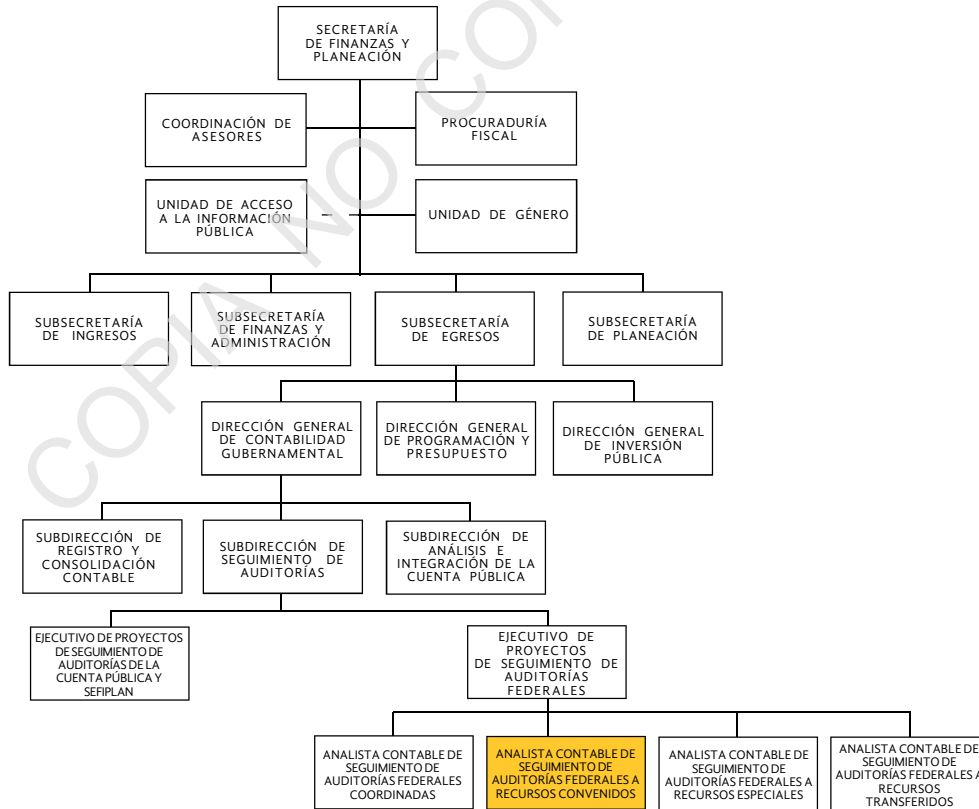 SECRETARÍA
DE FINANZAS Y
PLANEACIÓN
COORDINACIÓN DE
ASESORES
PROCURADURÍA
FISCAL
UNIDAD DE ACCESO
A LA INFORMACIÓN
PÚBLICA
UNIDAD DE GÉNERO
SUBSECRETARÍA
DE INGRESOS
SUBSECRETARÍA
DE FINANZAS Y
ADMINISTRACIÓN
SUBSECRETARÍA
DE EGRESOS
SUBSECRETARÍA
DE PLANEACIÓN
DIRECCIÓN GENERAL
DE CONTABILIDAD
GUBERNAMENTAL
DIRECCIÓN GENERAL
DE PROGRAMACIÓN Y
PRESUPUESTO
DIRECCIÓN GENERAL
DE INVERSIÓN
PÚBLICA
SUBDIRECCIÓN DE
REGISTRO Y
CONSOLIDACIÓN
CONTABLE
SUBDIRECCIÓN DE
SEGUIMIENTO DE
AUDITORÍAS
SUBDIRECCIÓN DE
ANÁLISIS E
INTEGRACIÓN DE LA
CUENTA PÚBLICA
EJECUTIVO DE PROYECTOS
DE SEGUIMIENTO DE
AUDITORÍAS DE LA
CUENTA PÚBLICA Y
SEFIPLAN
EJECUTIVO DE
PROYECTOS
DE SEGUIMIENTO DE
AUDITORÍAS
FEDERALES
ANALISTA CONTABLE DE
SEGUIMIENTO DE
AUDITORÍAS FEDERALES
COORDINADAS
ANALISTA CONTABLE DE
SEGUIMIENTO DE
AUDITORÍAS FEDERALES A
RECURSOS CONVENIDOS
ANALISTA CONTABLE DE
SEGUIMIENTO DE
AUDITORÍAS FEDERALES A
RECURSOS ESPECIALES
ANALISTA CONTABLE DE
SEGUIMIENTO DE
AUDITORÍAS FEDERALES A
RECURSOS
TRANSFERIDOS
COPIA NO